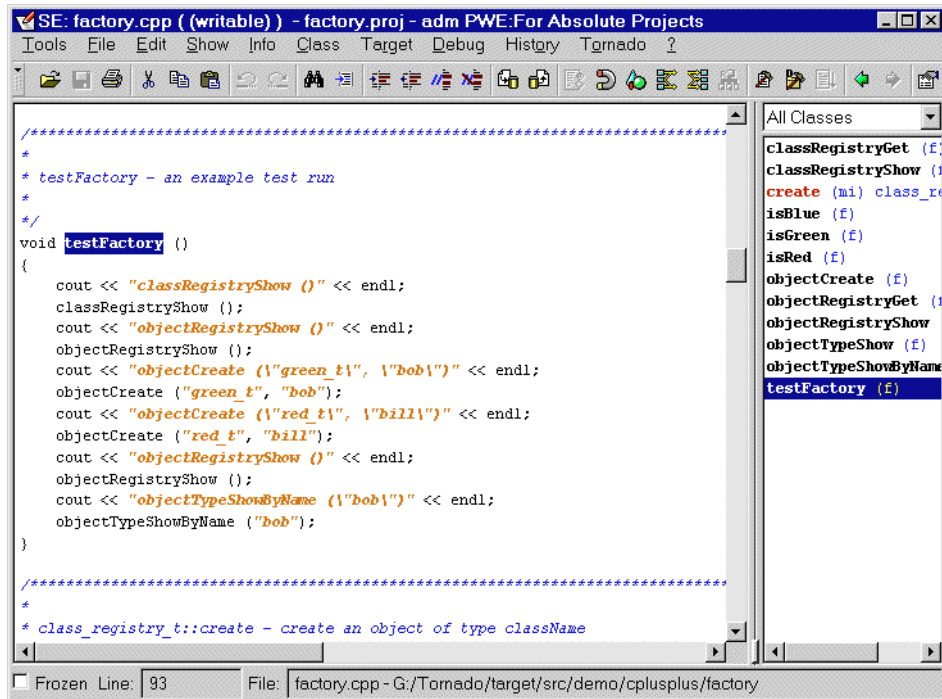 SE: factory.cpp ( (writable) ) - factory.proj - adm PWE:For Absolute Projects
Tools File Edit Show Info Class Target Debug History Tornado ?
/******************************************************************************
*
* testFactory - an example test run
*
*/
void testFactory ()
{
    cout << "classRegistryShow ()" << endl;
    classRegistryShow ();
    cout << "objectRegistryShow ()" << endl;
    objectRegistryShow ();
    cout << "objectCreate (\"green_t\", \"bob\")" << endl;
    objectCreate ("green_t", "bob");
    cout << "objectCreate (\"red_t\", \"bill\")" << endl;
    objectCreate ("red_t", "bill");
    cout << "objectRegistryShow ()" << endl;
    objectRegistryShow ();
    cout << "objectTypeShowByName (\"bob\")" << endl;
    objectTypeShowByName ("bob");
}
/******************************************************************************
*
* class_registry_t::create - create an object of type className
All Classes
classRegistryGet (f)
classRegistryShow (f
create (mi) class_re
isBlue (f)
isGreen (f)
isRed (f)
objectCreate (f)
objectRegistryGet (f
objectRegistryShow
objectTypeShow (f)
objectTypeShowByName
testFactory (f)
Frozen Line: 93 File: factory.cpp - G:/Tornado/target/src/demo/cplusplus/factory